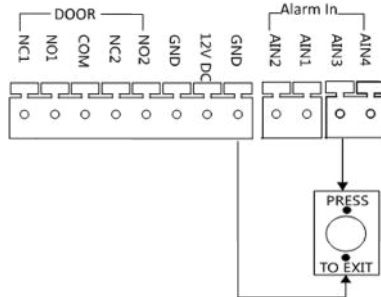 DOOR
Alarm In
NC1
NO1
COM
NC2
NO2
GND
12V DC
GND
AIN2
AIN1
AIN3
AIN4
PRESS
TO EXIT